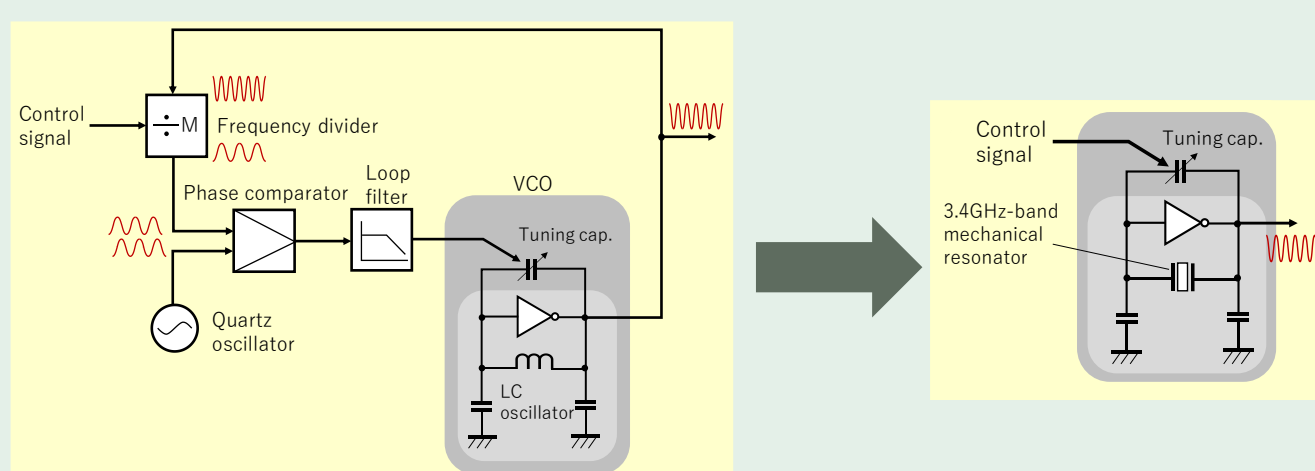 Control
signal
÷M
Frequency divider
Phase comparator
Loop
filter
VCO
Tuning cap.
Quartz
oscillator
LC
oscillator
Control
signal
Tuning cap.
3.4GHz-band
mechanical
resonator